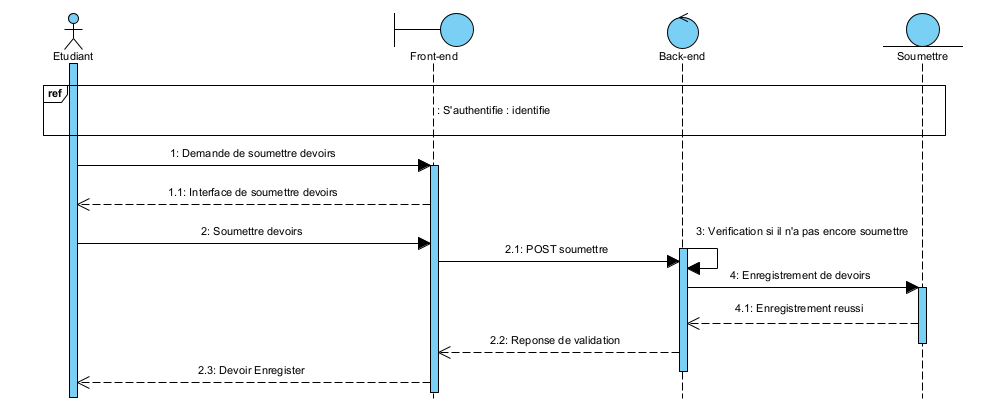 Etudiant
Front-end
Back-end
Soumettre
ref
: S'authentifie : identifie
1: Demande de soumettre devoirs
1.1: Interface de soumettre devoirs
2: Soumettre devoirs
3: Verification si il n'a pas encore soumettre
2.1: POST soumettre
4: Enregistrement de devoirs
4.1: Enregistrement reussi
2.2: Reponse de validation
2.3: Devoir Enregister